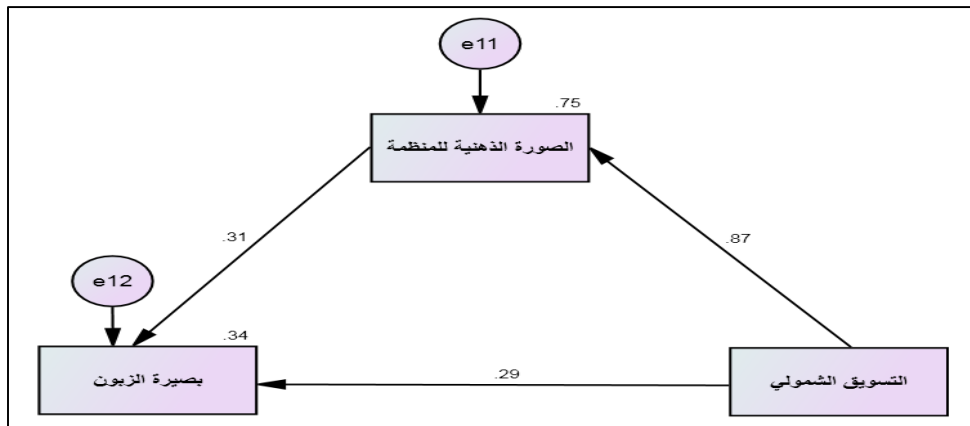 e11
.75
الصورة الذهنية للمنظمة
.31
.87
e12
.34
بصيرة الزبون
.29
التسويق الشمولي